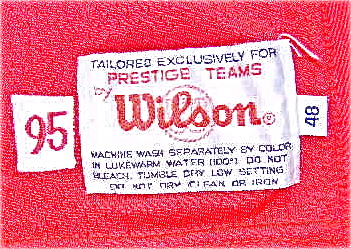 TAILORED EXCLUSIVELY FOR
PRESTIGE TEAMS
by Wilson®
95
48
MACHINE WASH SEPARATELY BY COLOR
IN LUKEWARM WATER (100°). DO NOT
BLEACH, TUMBLE DRY LOW SETTING
DO NOT DRY CLEAN OR IRON